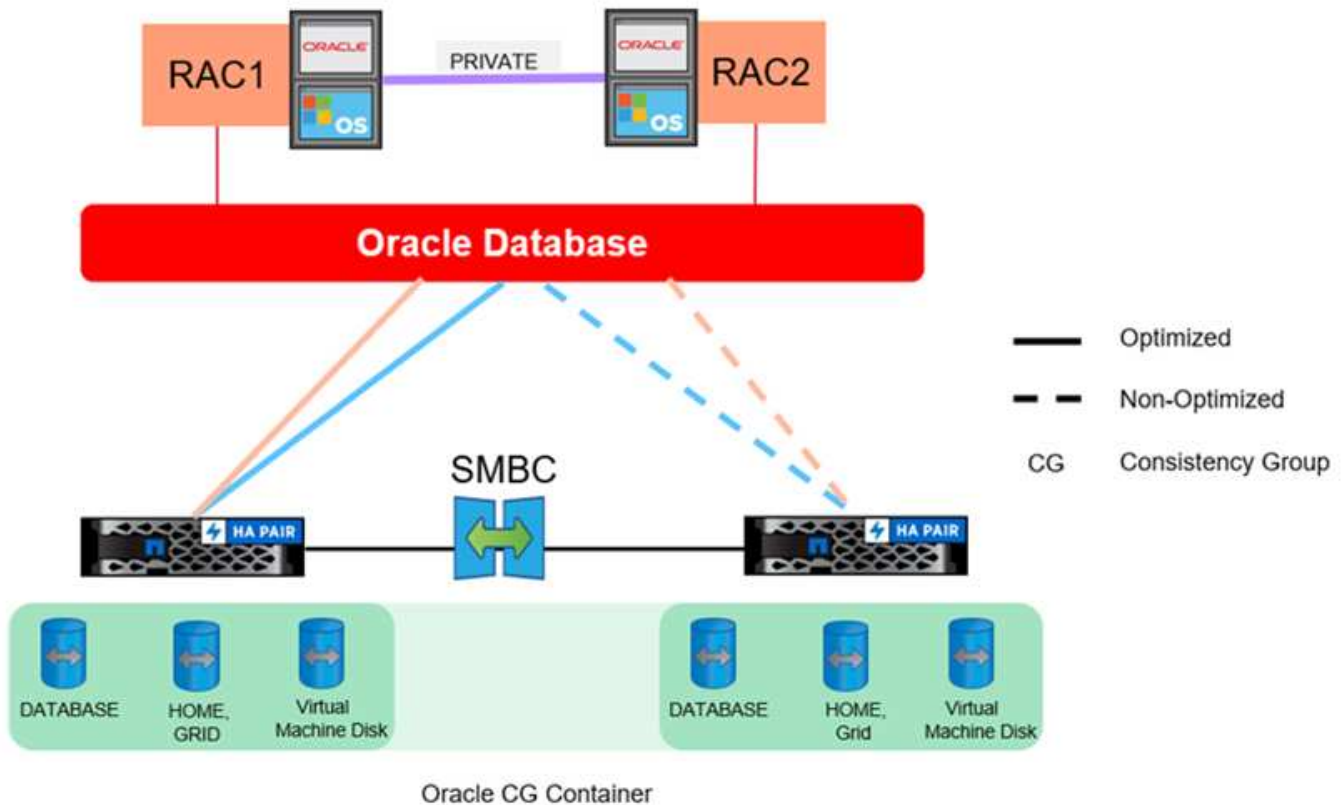 ORACLE
RAC1
OS
PRIVATE
ORACLE
RAC2
OS
Oracle Database
Optimized
Non-Optimized
CG Consistency Group
SMBC
HA PAIR
HA PAIR
DATABASE
HOME,
GRID
Virtual
Machine Disk
DATABASE
HOME,
Grid
Virtual
Machine Disk
Oracle CG Container